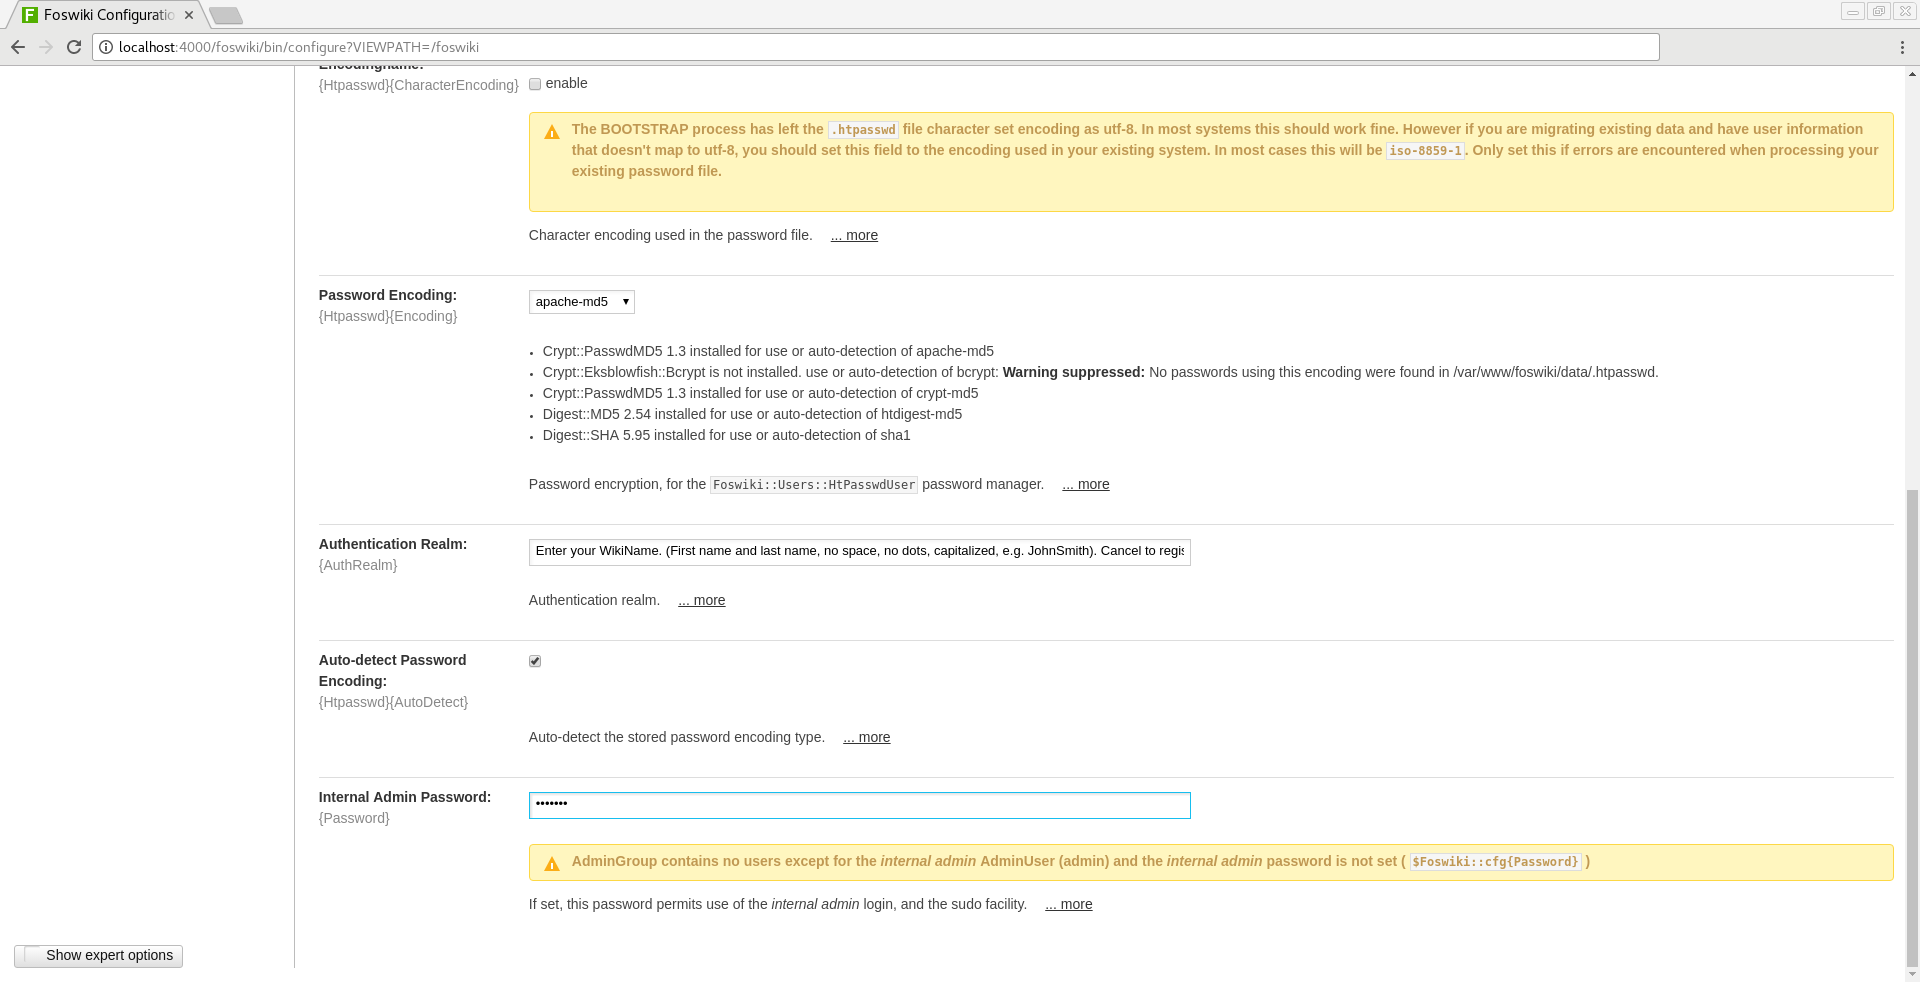 Foswiki Configuratio
localhost:4000/foswiki/bin/configure?VIEWPATH=/foswiki
Encodingname:
{Htpasswd}{CharacterEncoding} enable
The BOOTSTRAP process has left the .htpasswd file character set encoding as utf-8. In most systems this should work fine. However if you are migrating existing data and have user information
that doesn't map to utf-8, you should set this field to the encoding used in your existing system. In most cases this will be iso-8859-1. Only set this if errors are encountered when processing your
existing password file.
Character encoding used in the password file. ... more
Password Encoding: apache-md5
{Htpasswd}{Encoding}
• Crypt::PasswdMD5 1.3 installed for use or auto-detection of apache-md5
• Crypt::Eksblowfish::Bcrypt is not installed. use or auto-detection of bcrypt: Warning suppressed: No passwords using this encoding were found in /var/www/foswiki/data/.htpasswd.
• Crypt::PasswdMD5 1.3 installed for use or auto-detection of crypt-md5
• Digest::MD5 2.54 installed for use or auto-detection of htdigest-md5
• Digest::SHA 5.95 installed for use or auto-detection of sha1
Password encryption, for the Foswiki::Users::HtPasswdUser password manager. ... more
Authentication Realm: Enter your WikiName. (First name and last name, no space, no dots, capitalized, e.g. JohnSmith). Cancel to regis
{AuthRealm}
Authentication realm. ... more
Auto-detect Password
Encoding:
{Htpasswd}{AutoDetect}
Auto-detect the stored password encoding type. ... more
Internal Admin Password: •••••••
{Password}
AdminGroup contains no users except for the internal admin AdminUser (admin) and the internal admin password is not set ( $Foswiki::cfg{Password} )
If set, this password permits use of the internal admin login, and the sudo facility. ... more
Show expert options